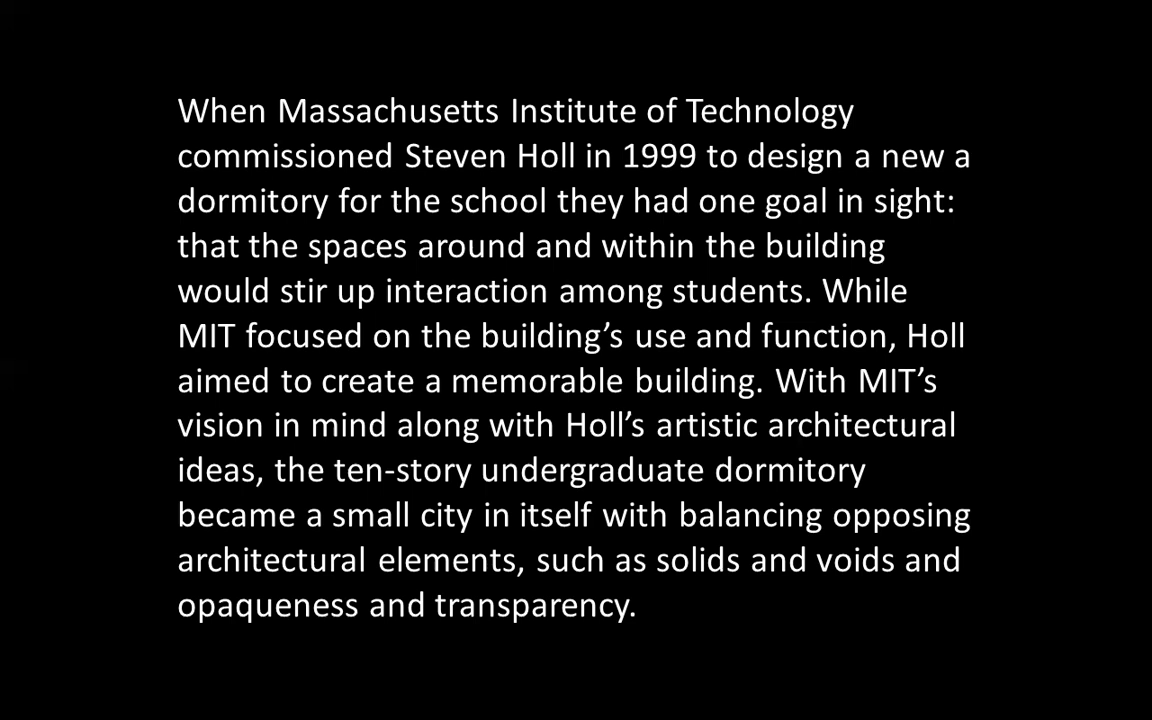 When Massachusetts Institute of Technology
commissioned Steven Holl in 1999 to design a new a
dormitory for the school they had one goal in sight:
that the spaces around and within the building
would stir up interaction among students. While
MIT focused on the building’s use and function, Holl
aimed to create a memorable building. With MIT’s
vision in mind along with Holl’s artistic architectural
ideas, the ten-story undergraduate dormitory
became a small city in itself with balancing opposing
architectural elements, such as solids and voids and
opaqueness and transparency.